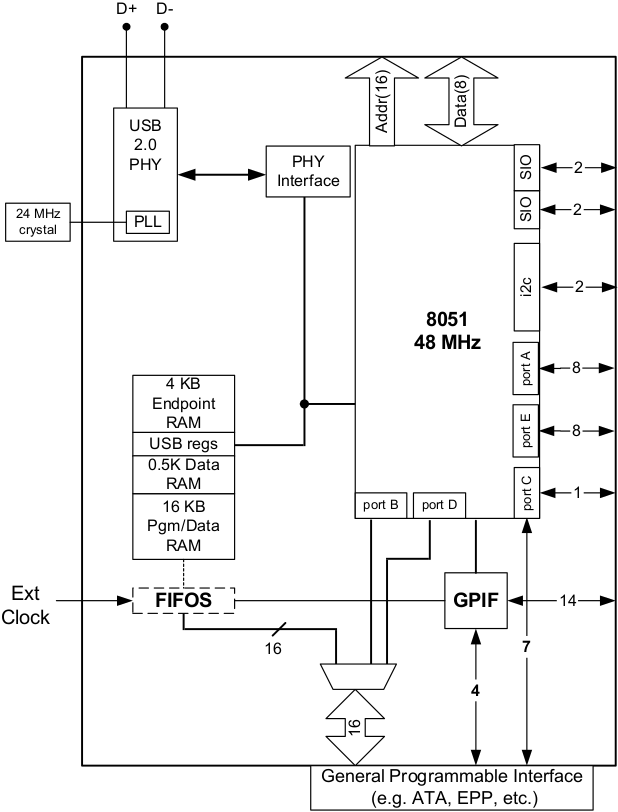 D+ D-
Addr(16)
Data(8)
USB
2.0
PHY
PLL
24 MHz
crystal
PHY
Interface
8051
48 MHz
SIO
2
SIO
2
i2c
2
port A
8
port E
8
port C
1
port B
port D
4 KB
Endpoint
RAM
USB regs
0.5K Data
RAM
16 KB
Pgm/Data
RAM
Ext
Clock
FIFOS
GPIF
14
16
7
4
16
General Programmable Interface
(e.g. ATA, EPP, etc.)